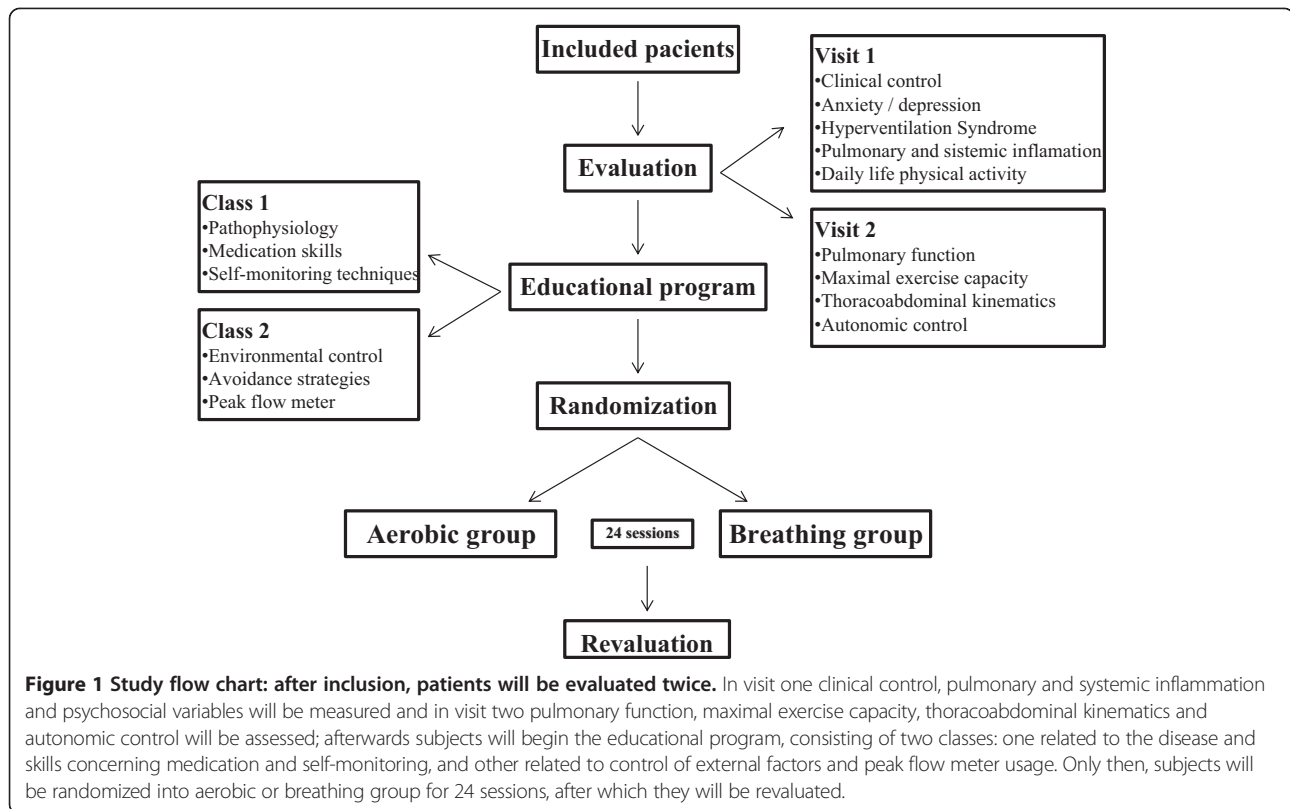 Included pacients
Visit 1
•Clinical control
•Anxiety / depression
•Hyperventilation Syndrome
•Pulmonary and sistemic inflamation
•Daily life physical activity
Evaluation
Class 1
•Pathophysiology
•Medication skills
•Self-monitoring techniques
Visit 2
•Pulmonary function
•Maximal exercise capacity
•Thoracoabdominal kinematics
•Autonomic control
Educational program
Class 2
•Environmental control
•Avoidance strategies
•Peak flow meter
Randomization
Aerobic group
24 sessions
Breathing group
Revaluation
Figure 1 Study flow chart: after inclusion, patients will be evaluated twice. In visit one clinical control, pulmonary and systemic inflammation
and psychosocial variables will be measured and in visit two pulmonary function, maximal exercise capacity, thoracoabdominal kinematics and
autonomic control will be assessed; afterwards subjects will begin the educational program, consisting of two classes: one related to the disease and
skills concerning medication and self-monitoring, and other related to control of external factors and peak flow meter usage. Only then, subjects will
be randomized into aerobic or breathing group for 24 sessions, after which they will be revaluated.